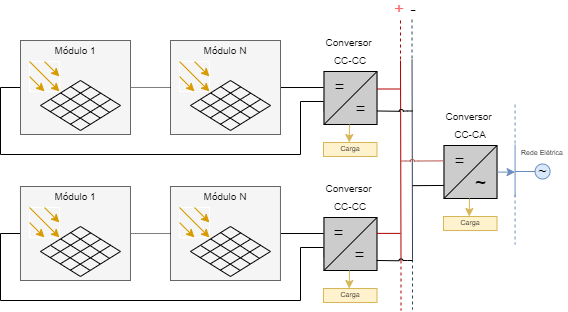 + -
Módulo 1
Módulo N
Conversor
CC-CC
=
=
Carga
Conversor
CC-CA
=
~
Carga
Rede Elétrica
~
Módulo 1
Módulo N
Conversor
CC-CC
=
=
Carga